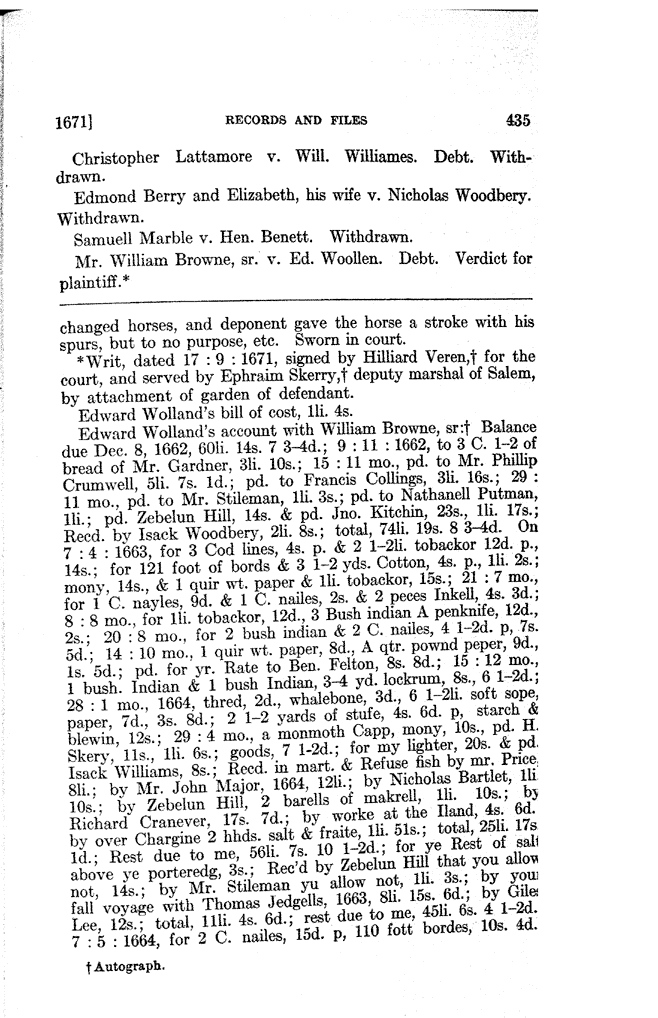 1671] RECORDS AND FILES 435
Christopher Lattamore v. Will. Williames. Debt. With-
drawn.
Edmond Berry and Elizabeth, his wife v. Nicholas Woodbery.
Withdrawn.
Samuell Marble v. Hen. Benett. Withdrawn.
Mr. William Browne, sr. v. Ed. Woollen. Debt. Verdict for
plaintiff.*
changed horses, and deponent gave the horse a stroke with his
spurs, but to no purpose, etc. Sworn in court.
*Writ, dated 17 : 9 : 1671, signed by Hilliard Veren,† for the
court, and served by Ephraim Skerry,† deputy marshal of Salem,
by attachment of garden of defendant.
Edward Wolland's bill of cost, 1li. 4s.
Edward Wolland's account with William Browne, sr:† Balance
due Dec. 8, 1662, 60li. 14s. 7 3-4d.; 9 : 11 : 1662, to 3 C. 1-2 of
bread of Mr. Gardner, 3li. 10s.; 15 : 11 mo., pd. to Mr. Phillip
Crumwell, 5li. 7s. 1d.; pd. to Francis Collings, 3li. 16s.; 29 :
11 mo., pd. to Mr. Stileman, 1li. 3s.; pd. to Nathanell Putman,
1li.; pd. Zebelun Hill, 14s. & pd. Jno. Kitchin, 23s., 1li. 17s.;
Recd. by Isack Woodbery, 2li. 8s.; total, 74li. 19s. 8 3-4d. On
7 : 4 : 1663, for 3 Cod lines, 4s. p. & 2 1-2li. tobackor 12d. p.,
14s.; for 121 foot of bords & 3 1-2 yds. Cotton, 4s. p., 1li. 2s.;
mony, 14s., & 1 quir wt. paper & 1li. tobackor, 15s.; 21 : 7 mo.,
for 1 C. nayles, 9d. & 1 C. nailes, 2s. & 2 peces Inkell, 4s. 3d.;
8 : 8 mo., for 1li. tobackor, 12d., 3 Bush indian A penknife, 12d.,
2s.; 20 : 8 mo., for 2 bush indian & 2 C. nailes, 4 1-2d. p, 7s.
5d.; 14 : 10 mo., 1 quir wt. paper, 8d., A qtr. pownd peper, 9d.,
1s. 5d.; pd. for yr. Rate to Ben. Felton, 8s. 8d.; 15 : 12 mo.,
1 bush. Indian & 1 bush Indian, 3-4 yd. lockrum, 8s., 6 1-2d.;
28 : 1 mo., 1664, thred, 2d., whalebone, 3d., 6 1-2li. soft sope,
paper, 7d., 3s. 8d.; 2 1-2 yards of stufe, 4s. 6d. p, starch &
blewin, 12s.; 29 : 4 mo., a monmoth Capp, mony, 10s., pd. H.
Skery, 11s., 1li. 6s.; goods, 7 1-2d.; for my lighter, 20s. & pd.
Isack Williams, 8s.; Recd. in mart. & Refuse fish by mr. Price,
8li.; by Mr. John Major, 1664, 12li.; by Nicholas Bartlet, 1li
10s.; by Zebelun Hill, 2 barells of makrell, 1li. 10s.; by
Richard Cranever, 17s. 7d.; by worke at the Iland, 4s. 6d.
by over Chargine 2 hhds. salt & fraite, 1li. 51s.; total, 25li. 17s
1d.; Rest due to me, 56li. 7s. 10 1-2d.; for ye Rest of salt
above ye porteredg, 3s.; Rec'd by Zebelun Hill that you allow
not, 14s.; by Mr. Stileman yu allow not, 1li. 3s.; by your
fall voyage with Thomas Jedgells, 1663, 8li. 15s. 6d.; by Giles
Lee, 12s.; total, 11li. 4s. 6d.; rest due to me, 45li. 6s. 4 1-2d.
7 : 5 : 1664, for 2 C. nailes, 15d. p, 110 fott bordes, 10s. 4d.
†Autograph.